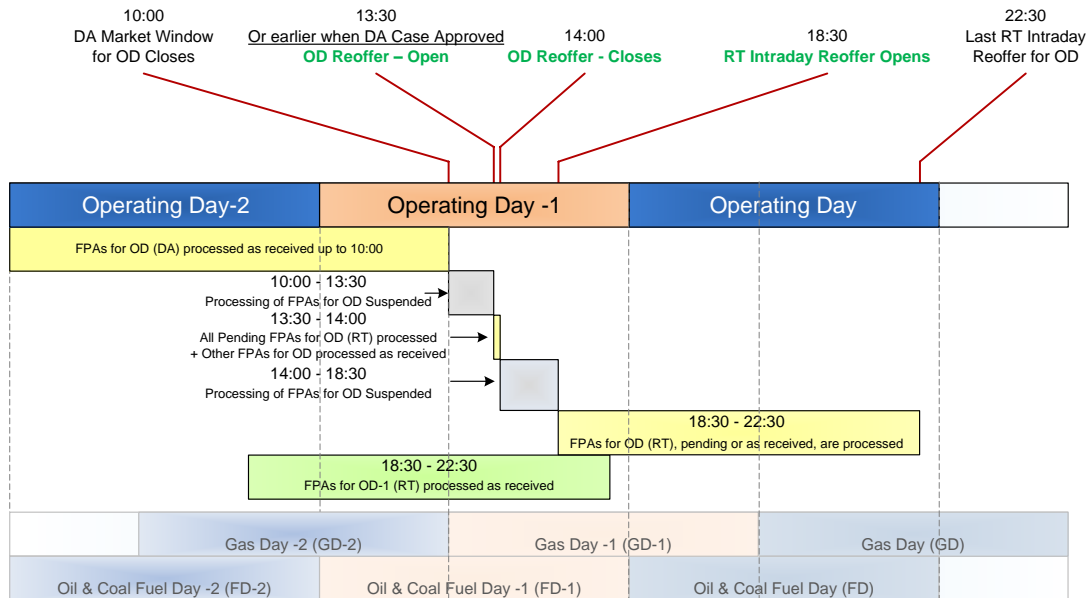 10:00
DA Market Window
for OD Closes
13:30
Or earlier when DA Case Approved
OD Reoffer – Open
14:00
OD Reoffer - Closes
18:30
RT Intraday Reoffer Opens
22:30
Last RT Intraday
Reoffer for OD
Operating Day-2
Operating Day -1
Operating Day
FPAs for OD (DA) processed as received up to 10:00
10:00 - 13:30
Processing of FPAs for OD Suspended
13:30 - 14:00
All Pending FPAs for OD (RT) processed
+ Other FPAs for OD processed as received
14:00 - 18:30
Processing of FPAs for OD Suspended
18:30 - 22:30
FPAs for OD (RT), pending or as received, are processed
18:30 - 22:30
FPAs for OD-1 (RT) processed as received
Gas Day -2 (GD-2)
Gas Day -1 (GD-1)
Gas Day (GD)
Oil & Coal Fuel Day -2 (FD-2)
Oil & Coal Fuel Day -1 (FD-1)
Oil & Coal Fuel Day (FD)